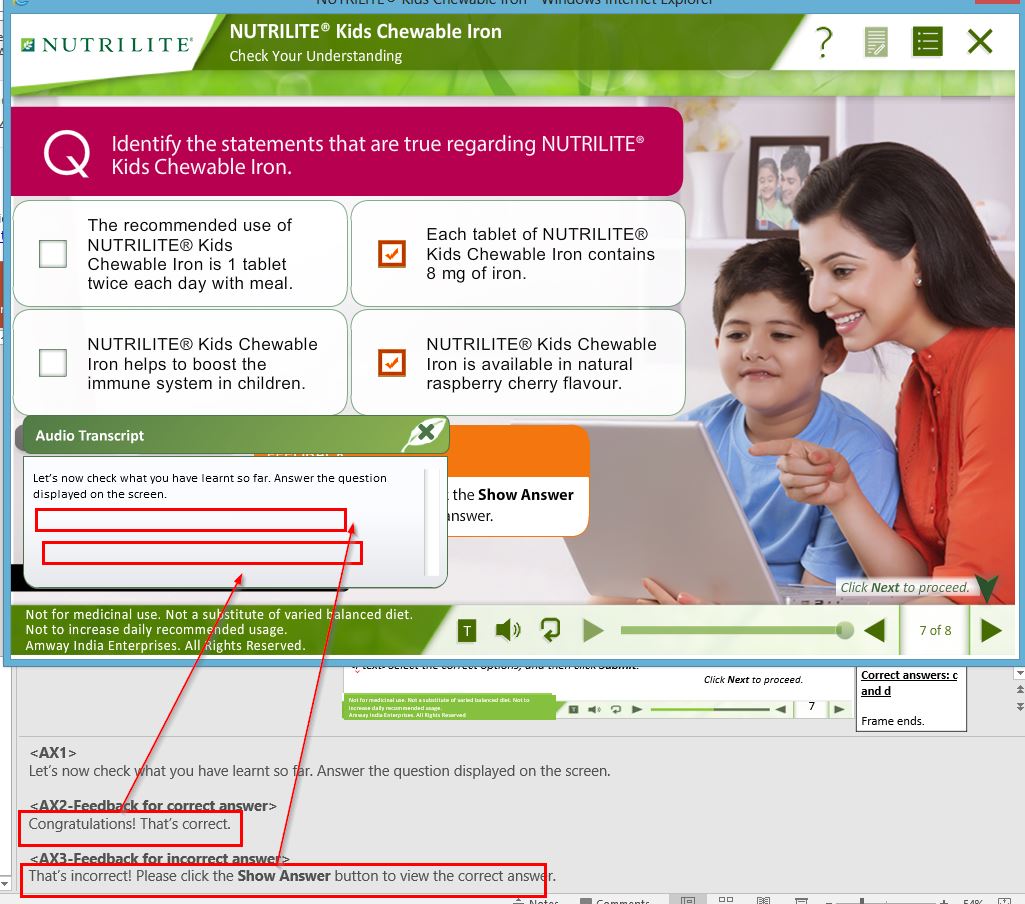 NUTRILITE® Kids Chewable Iron - Windows Internet Explorer
NUTRILITE®
NUTRILITE® Kids Chewable Iron
Check Your Understanding
?
Q
Identify the statements that are true regarding NUTRILITE®
Kids Chewable Iron.
The recommended use of
NUTRILITE® Kids
Chewable Iron is 1 tablet
twice each day with meal.
Each tablet of NUTRILITE®
Kids Chewable Iron contains
8 mg of iron.
NUTRILITE® Kids Chewable
Iron helps to boost the
immune system in children.
NUTRILITE® Kids Chewable
Iron is available in natural
raspberry cherry flavour.
Audio Transcript
Let's now check what you have learnt so far. Answer the question
displayed on the screen.
the Show Answer
answer.
Click Next to proceed.
Not for medicinal use. Not a substitute of varied balanced diet.
Not to increase daily recommended usage.
Amway India Enterprises. All Rights Reserved.
T
7 of 8
text: Select the correct options, and then click Submit.
Click Next to proceed.
Correct answers: c
and d
Frame ends.
Not for medicinal use. Not a substitute of varied balanced diet. Not to
increase daily recommended usage.
Amway India Enterprises. All Rights Reserved
T
7
<AX1>
Let's now check what you have learnt so far. Answer the question displayed on the screen.
<AX2-Feedback for correct answer>
Congratulations! That's correct.
<AX3-Feedback for incorrect answer>
That's incorrect! Please click the Show Answer button to view the correct answer.
Notes
Comments
54%